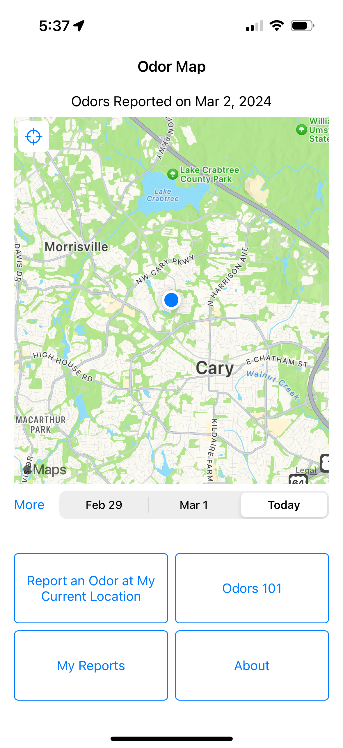 5:37
Odor Map
Odors Reported on Mar 2, 2024
Willia
Ums
State
PKWY
Lake Crabtree
County Park
Lake
Crabtree
Morrisville
DAVIS DR
NW CARY PKWY
N HARRISON AVE
HIGH HOUSE RD
Cary
E CHATHAM ST
Walnut Creek
MACARTHUR
PARK
KILDAIRE FARM
Maps
Legal
64
More
Feb 29
Mar 1
Today
Report an Odor at My
Current Location
Odors 101
My Reports
About